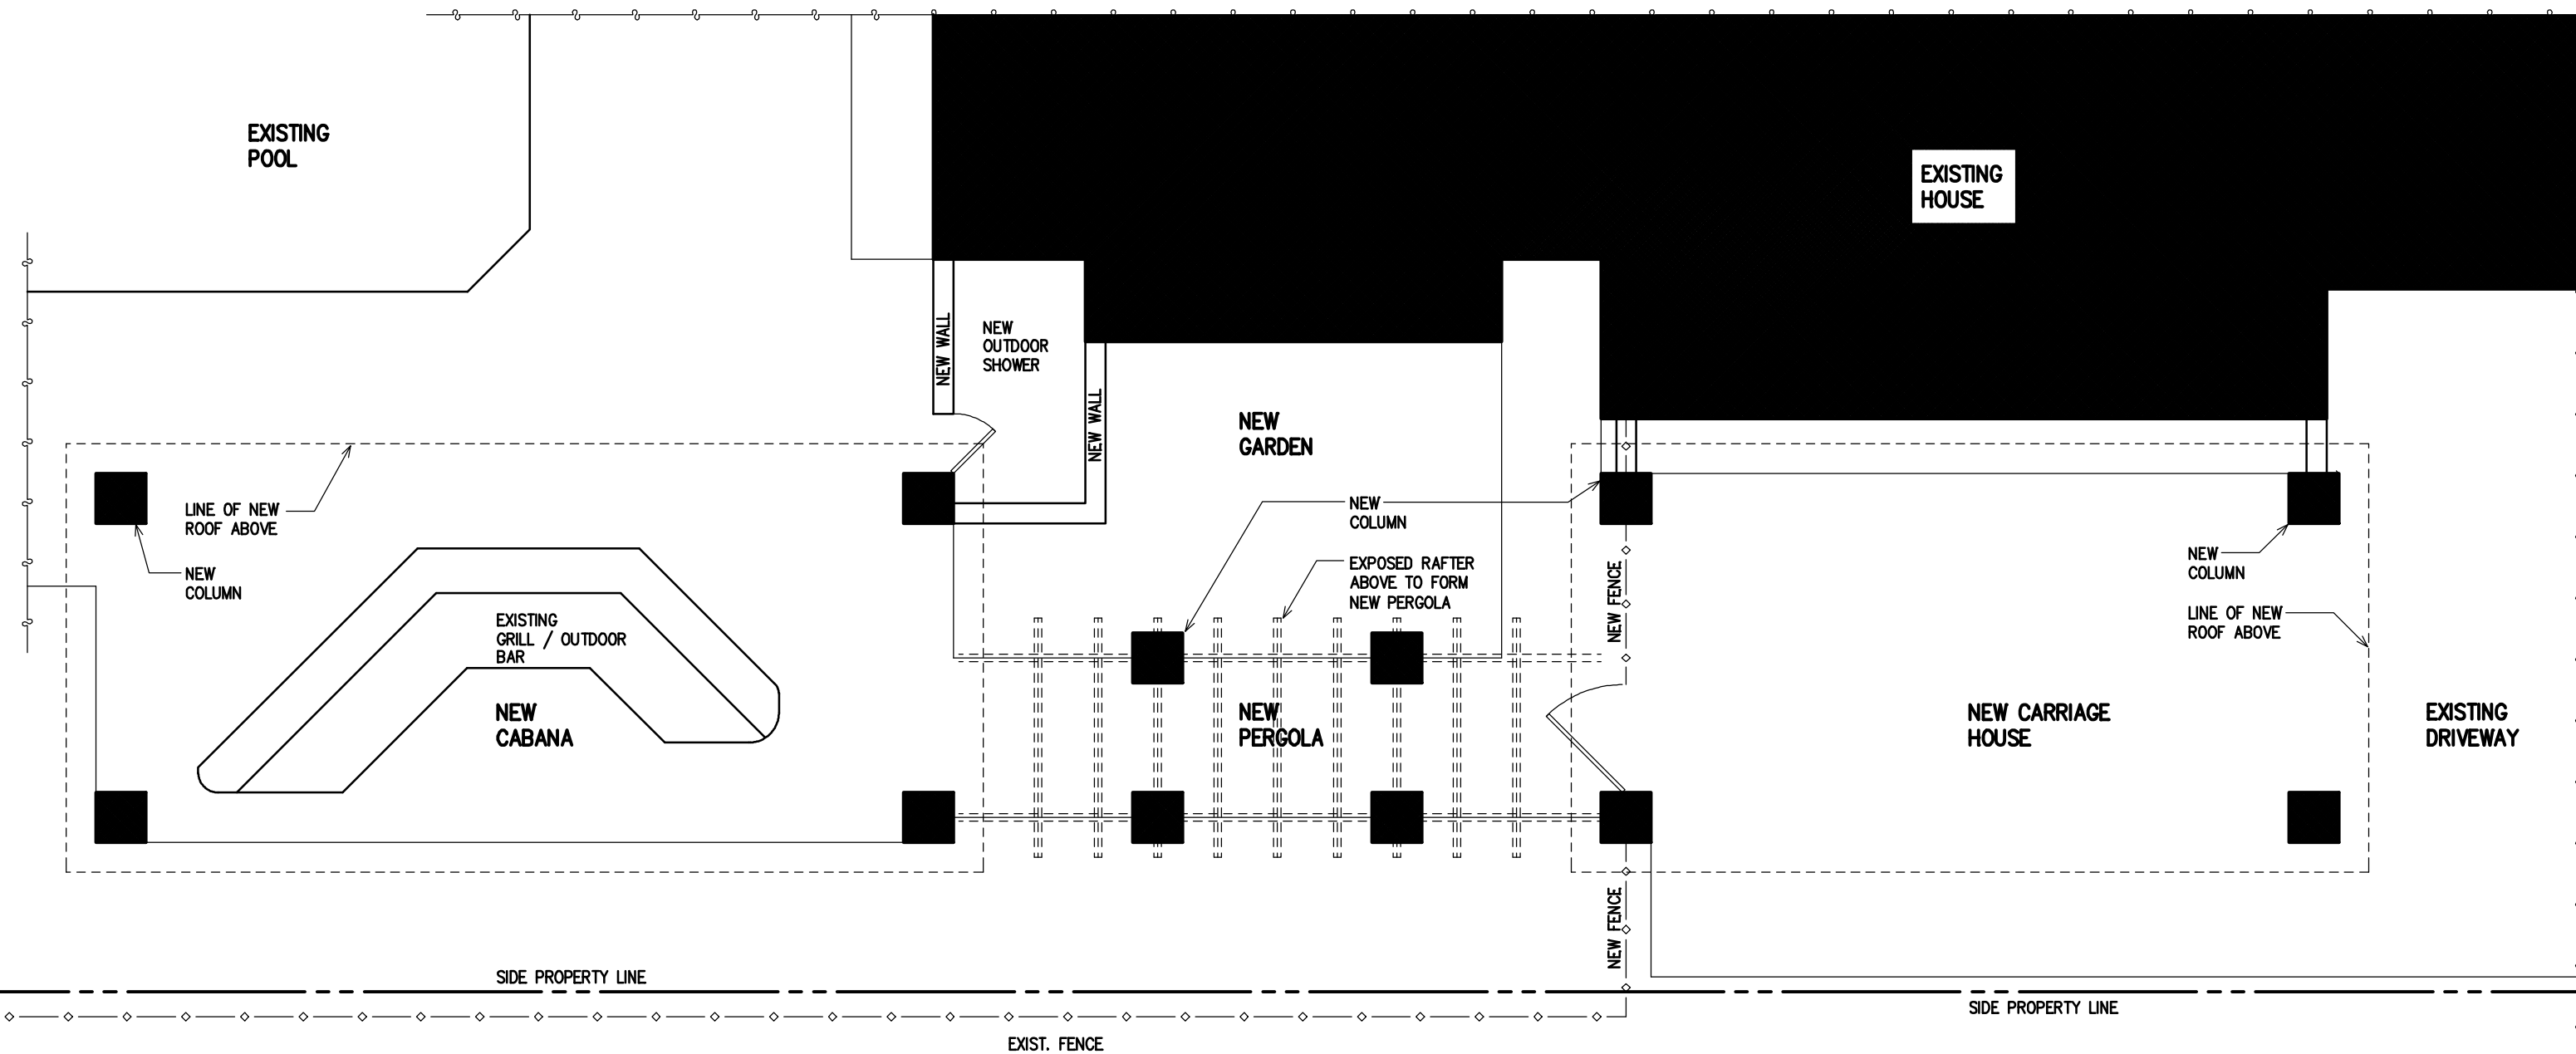 EXISTING
POOL
EXISTING
HOUSE
NEW WALL
NEW
OUTDOOR
SHOWER
NEW WALL
NEW
GARDEN
LINE OF NEW
ROOF ABOVE
NEW
COLUMN
NEW
COLUMN
EXPOSED RAFTER
ABOVE TO FORM
NEW PERGOLA
NEW FENCE
NEW
COLUMN
LINE OF NEW
ROOF ABOVE
EXISTING
GRILL / OUTDOOR
BAR
NEW
CABANA
NEW
PERGOLA
NEW CARRIAGE
HOUSE
EXISTING
DRIVEWAY
NEW FENCE
SIDE PROPERTY LINE
SIDE PROPERTY LINE
EXIST. FENCE